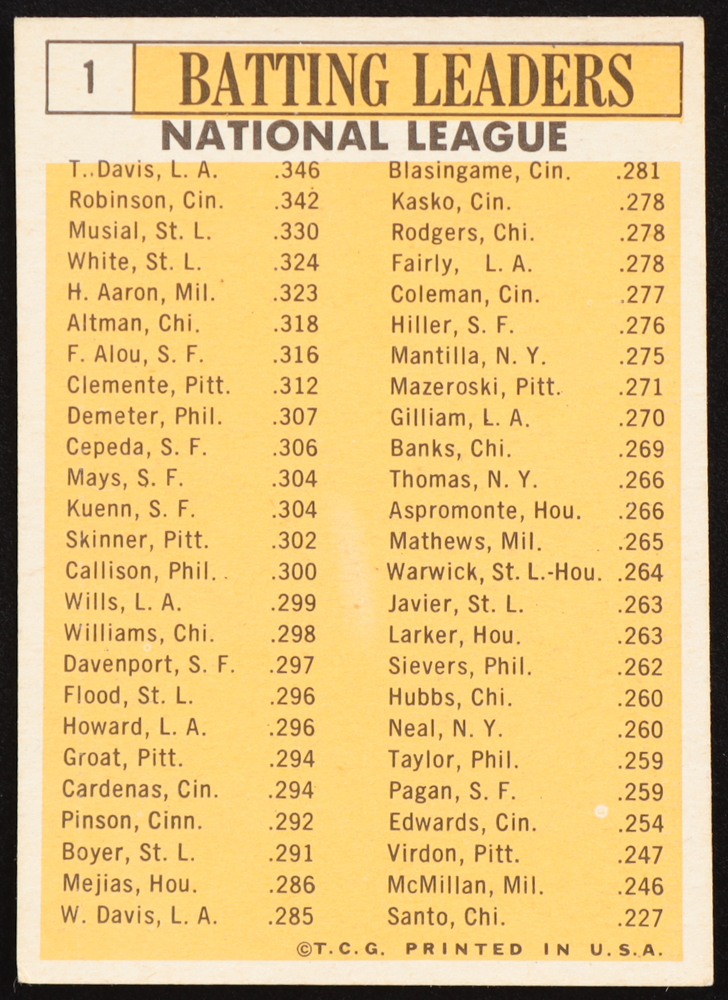 1 BATTING LEADERS
NATIONAL LEAGUE
T. Davis, L. A. .346
Robinson, Cin. .342
Musial, St. L. .330
White, St. L. .324
H. Aaron, Mil. .323
Altman, Chi. .318
F. Alou, S. F. .316
Clemente, Pitt. .312
Demeter, Phil. .307
Cepeda, S. F. .306
Mays, S. F. .304
Kuenn, S. F. .304
Skinner, Pitt. .302
Callison, Phil. .300
Wills, L. A. .299
Williams, Chi. .298
Davenport, S. F. .297
Flood, St. L. .296
Howard, L. A. .296
Groat, Pitt. .294
Cardenas, Cin. .294
Pinson, Cinn. .292
Boyer, St. L. .291
Mejias, Hou. .286
W. Davis, L. A. .285
Blasingame, Cin. .281
Kasko, Cin. .278
Rodgers, Chi. .278
Fairly, L. A. .278
Coleman, Cin. .277
Hiller, S. F. .276
Mantilla, N. Y. .275
Mazeroski, Pitt. .271
Gilliam, L. A. .270
Banks, Chi. .269
Thomas, N. Y. .266
Aspromonte, Hou. .266
Mathews, Mil. .265
Warwick, St. L.-Hou. .264
Javier, St. L. .263
Larker, Hou. .263
Sievers, Phil. .262
Hubbs, Chi. .260
Neal, N. Y. .260
Taylor, Phil. .259
Pagan, S. F. .259
Edwards, Cin. .254
Virdon, Pitt. .247
McMillan, Mil. .246
Santo, Chi. .227
©T.C.G. PRINTED IN U.S.A.